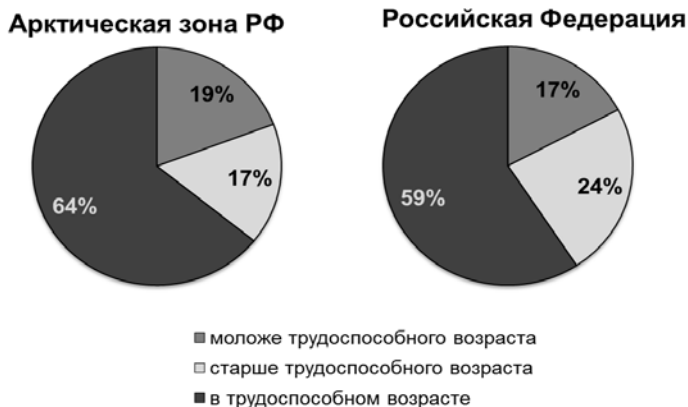 Арктическая зона РФ
19%
17%
64%
Российская Федерация
17%
24%
59%
моложе трудоспособного возраста
старше трудоспособного возраста
в трудоспособном возрасте